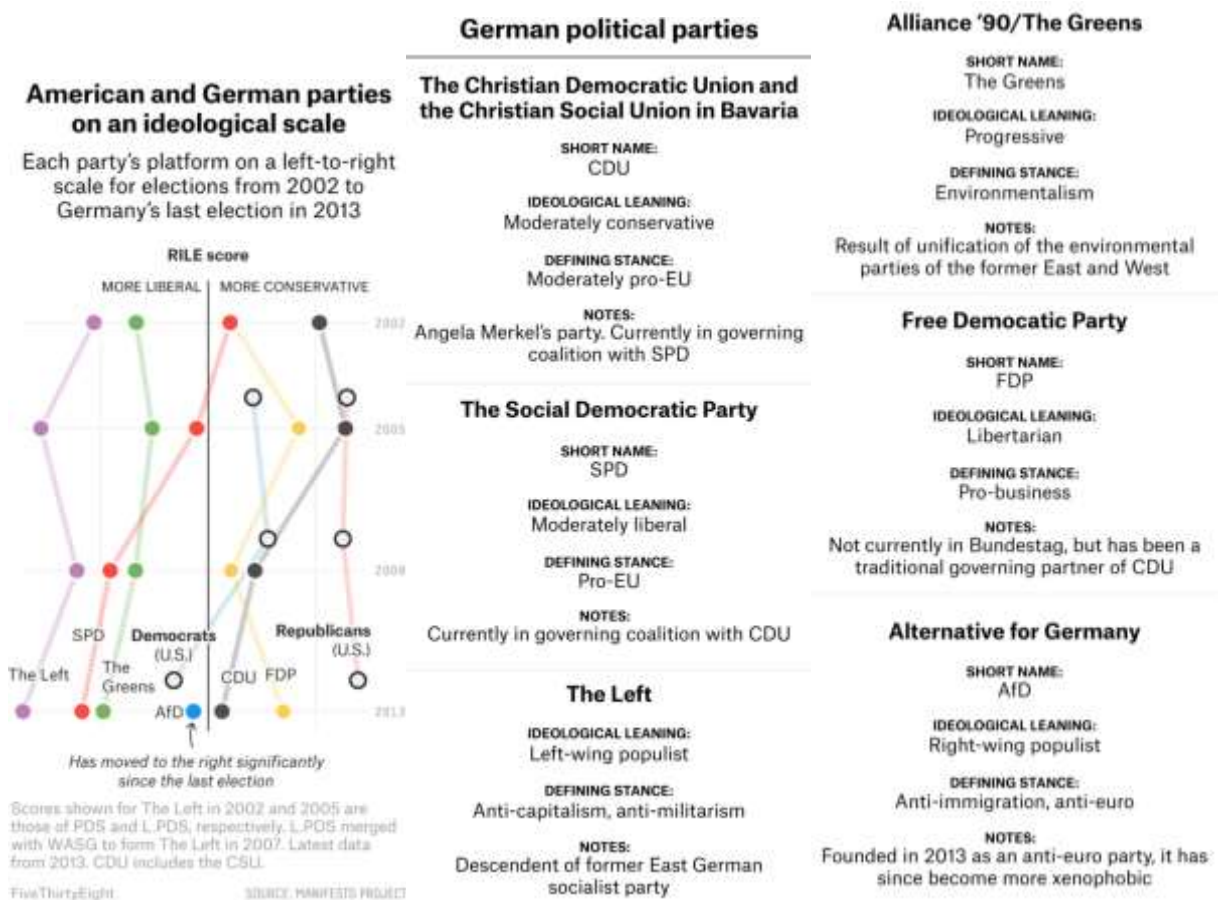 American and German parties
on an ideological scale
Each party's platform on a left-to-right
scale for elections from 2002 to
Germany's last election in 2013
RILE score
MORE LIBERAL
MORE CONSERVATIVE
2002
2005
2009
SPD
Democrats
(U.S.)
Republicans
(U.S.)
The Left
The
Greens
CDU
FDP
AfD
2013
Has moved to the right significantly
since the last election
Scores shown for The Left in 2002 and 2005 are
those of PDS and L.PDS, respectively. L.PDS merged
with WASG to form The Left in 2007. Latest data
from 2013. CDU includes the CSU.
FiveThirtyEight
SOURCE: MANIFESTO PROJECT
German political parties
The Christian Democratic Union and
the Christian Social Union in Bavaria
SHORT NAME:
CDU
IDEOLOGICAL LEANING:
Moderately conservative
DEFINING STANCE:
Moderately pro-EU
NOTES:
Angela Merkel's party. Currently in governing
coalition with SPD
The Social Democratic Party
SHORT NAME:
SPD
IDEOLOGICAL LEANING:
Moderately liberal
DEFINING STANCE:
Pro-EU
NOTES:
Currently in governing coalition with CDU
The Left
IDEOLOGICAL LEANING:
Left-wing populist
DEFINING STANCE:
Anti-capitalism, anti-militarism
NOTES:
Descendent of former East German
socialist party
Alliance '90/The Greens
SHORT NAME:
The Greens
IDEOLOGICAL LEANING:
Progressive
DEFINING STANCE:
Environmentalism
NOTES:
Result of unification of the environmental
parties of the former East and West
Free Democatic Party
SHORT NAME:
FDP
IDEOLOGICAL LEANING:
Libertarian
DEFINING STANCE:
Pro-business
NOTES:
Not currently in Bundestag, but has been a
traditional governing partner of CDU
Alternative for Germany
SHORT NAME:
AfD
IDEOLOGICAL LEANING:
Right-wing populist
DEFINING STANCE:
Anti-immigration, anti-euro
NOTES:
Founded in 2013 as an anti-euro party, it has
since become more xenophobic